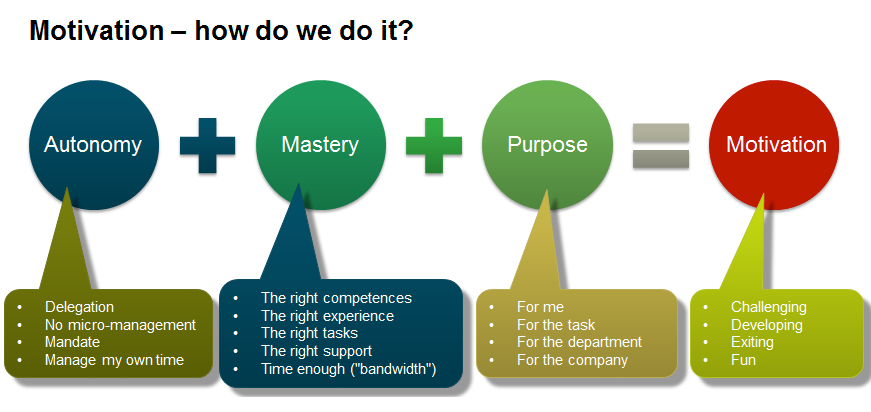 Motivation – how do we do it?
Autonomy
Mastery
Purpose
Motivation
• Delegation
• No micro-management
• Mandate
• Manage my own time
• The right competences
• The right experience
• The right tasks
• The right support
• Time enough ("bandwidth")
• For me
• For the task
• For the department
• For the company
• Challenging
• Developing
• Exiting
• Fun